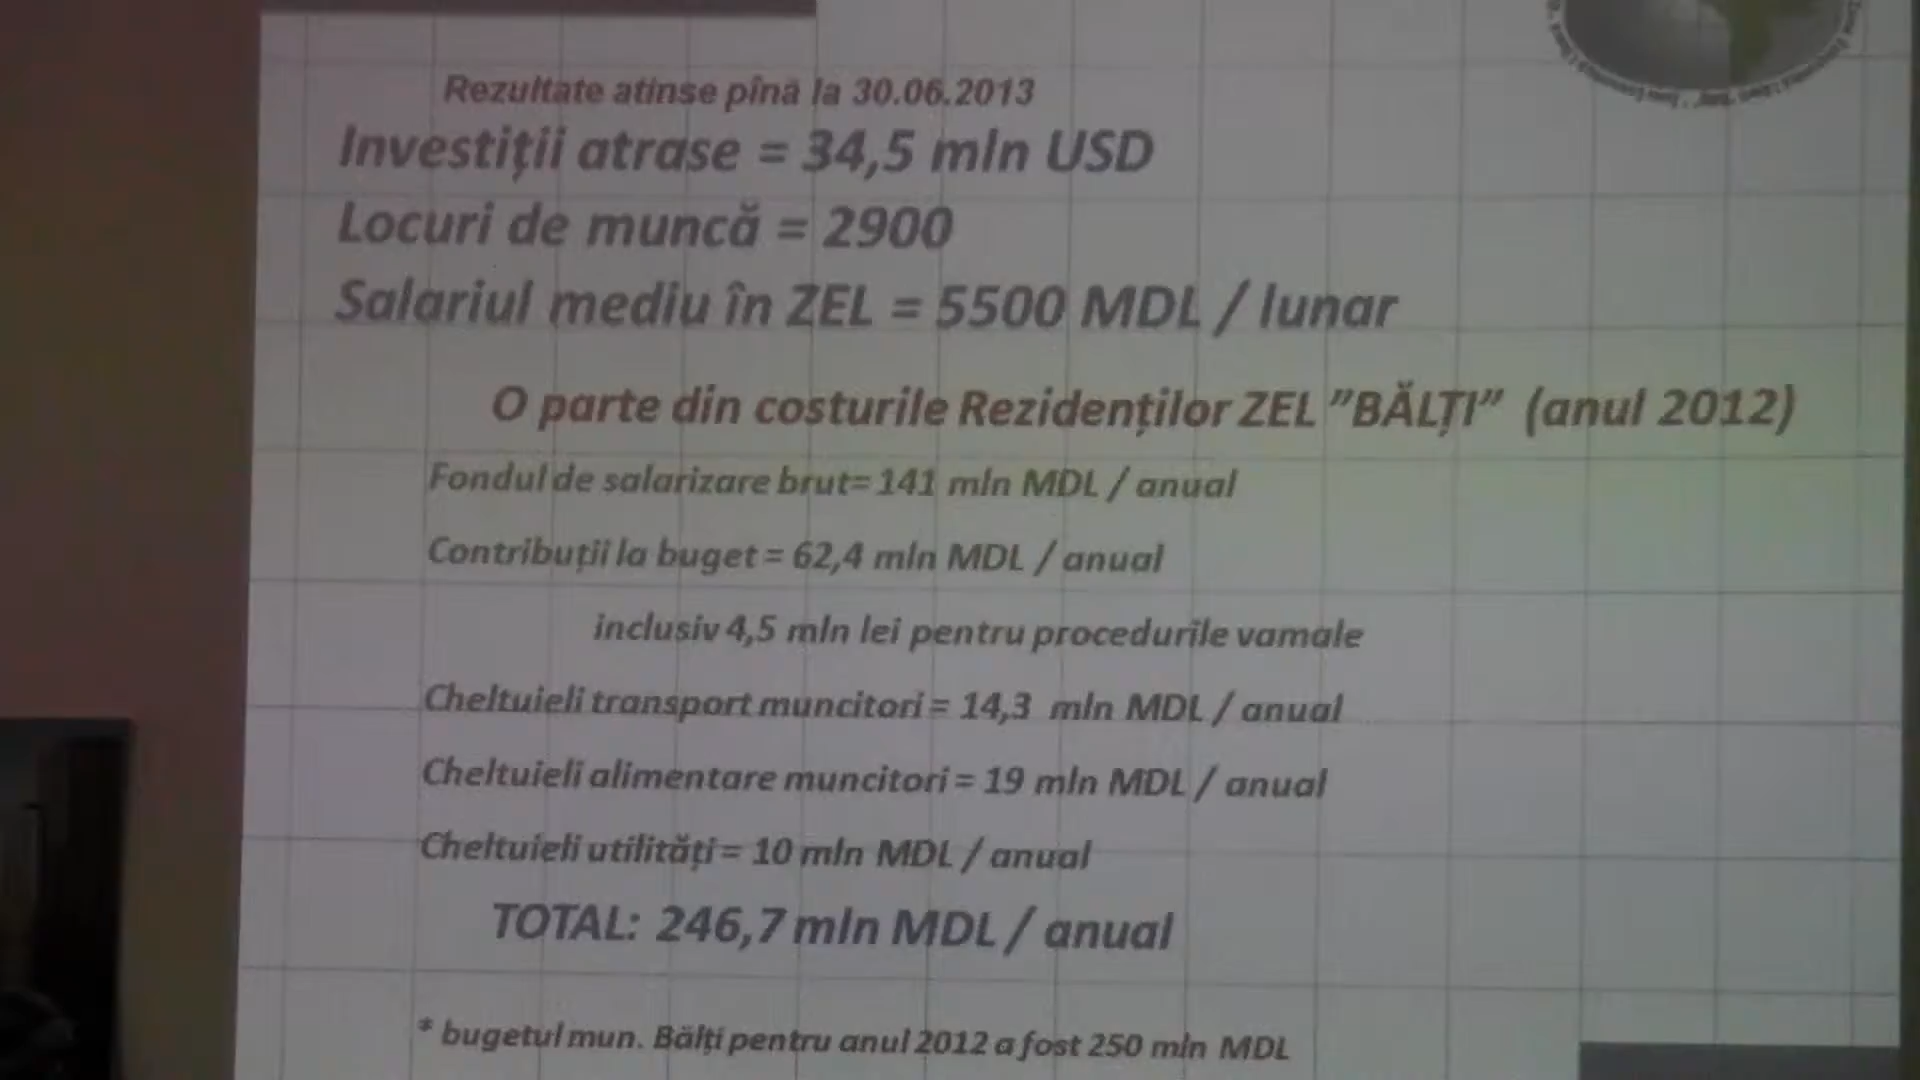 Rezultate atinse pînă la 30.06.2013
Investiții atrase = 34,5 mln USD
Locuri de muncă = 2900
Salariul mediu în ZEL = 5500 MDL / lunar
O parte din costurile Rezidenților ZEL ”BĂLȚI” (anul 2012)
Fondul de salarizare brut= 141 mln MDL / anual
Contribuții la buget = 62,4 mln MDL / anual
inclusiv 4,5 mln lei pentru procedurile vamale
Cheltuieli transport muncitori = 14,3 mln MDL / anual
Cheltuieli alimentare muncitori = 19 mln MDL / anual
Cheltuieli utilități = 10 mln MDL / anual
TOTAL: 246,7 mln MDL / anual
* bugetul mun. Bălți pentru anul 2012 a fost 250 mln MDL